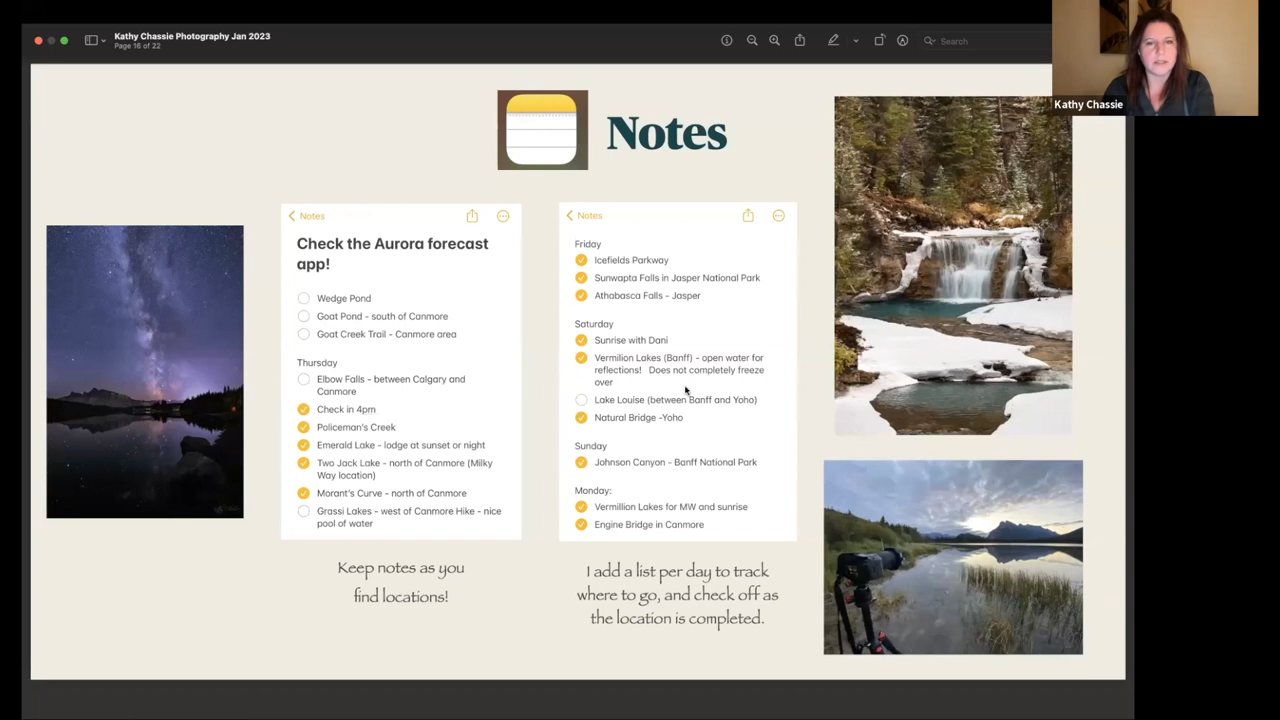 Kathy Chassie Photography Jan 2023
Page 16 of 22
Search
Kathy Chassie
Notes
Notes
Check the Aurora forecast
app!
Wedge Pond
Goat Pond - south of Canmore
Goat Creek Trail - Canmore area
Thursday
Elbow Falls - between Calgary and
Canmore
Check in 4pm
Policeman's Creek
Emerald Lake - lodge at sunset or night
Two Jack Lake - north of Canmore (Milky
Way location)
Morant's Curve - north of Canmore
Grassi Lakes - west of Canmore Hike - nice
pool of water
Keep notes as you
find locations!
Notes
Friday
Icefields Parkway
Sunwapta Falls in Jasper National Park
Athabasca Falls - Jasper
Saturday
Sunrise with Dani
Vermilion Lakes (Banff) - open water for
reflections! Does not completely freeze
over
Lake Louise (between Banff and Yoho)
Natural Bridge -Yoho
Sunday
Johnson Canyon - Banff National Park
Monday:
Vermillion Lakes for MW and sunrise
Engine Bridge in Canmore
I add a list per day to track
where to go, and check off as
the location is completed.